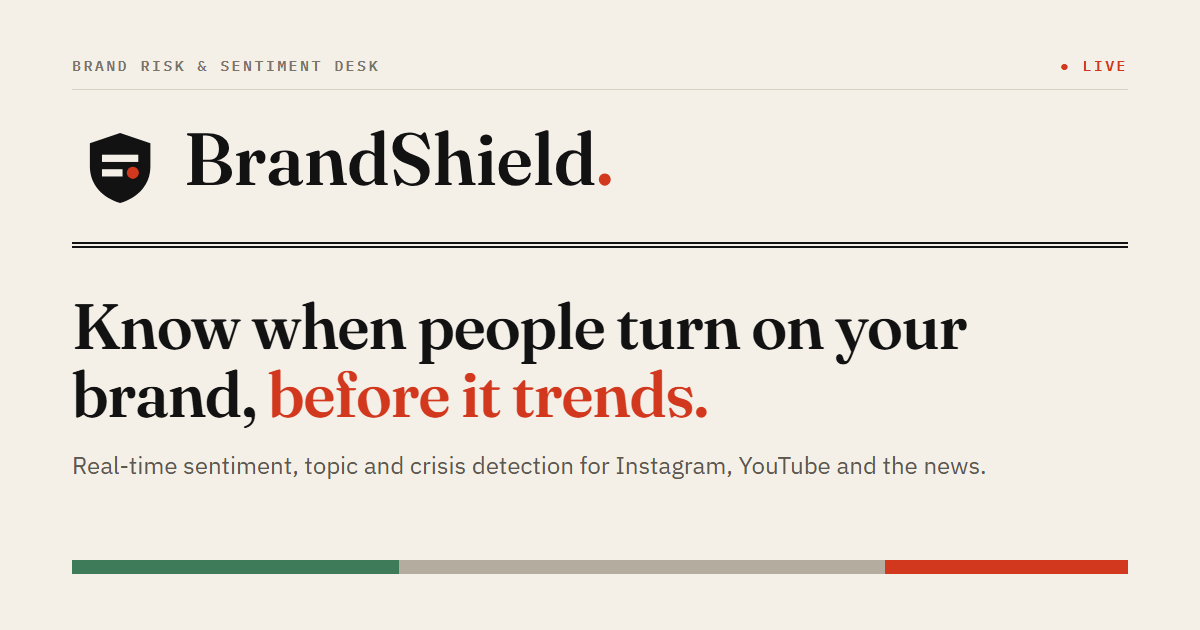 BRAND RISK & SENTIMENT DESK
● LIVE
BrandShield.
Know when people turn on your
brand, before it trends.
Real-time sentiment, topic and crisis detection for Instagram, YouTube and the news.